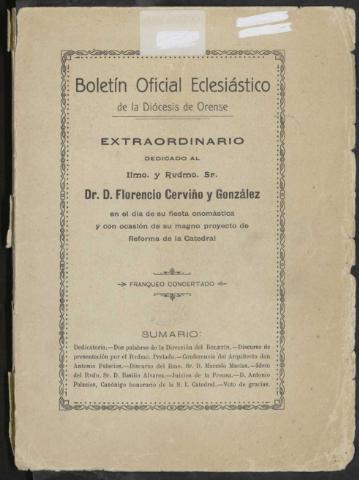 Boletín Oficial Eclesiástico
de la Diócesis de Orense
EXTRAORDINARIO
DEDICADO AL
Ilmo. y Rvdmo. Sr.
Dr. D. Florencio Cerviño y González
en el día de su fiesta onomástica
y con ocasión de su magno proyecto de
Reforma de la Catedral
FRANQUEO CONCERTADO
SUMARIO:
Dedicatoria.—Dos palabras de la Dirección del BOLETÍN.—Discurso de
presentación por el Rvdmo. Prelado.—Conferencia del Arquitecto don
Antonio Palacios.—Discurso del Ilmo. Sr. D. Marcelo Macías.—Idem
del Rvdo. Sr. D. Basilio Alvarez.—Juicios de la Prensa.—D. Antonio
Palacios, Canónigo honorario de la S. I. Catedral.—Voto de gracias.